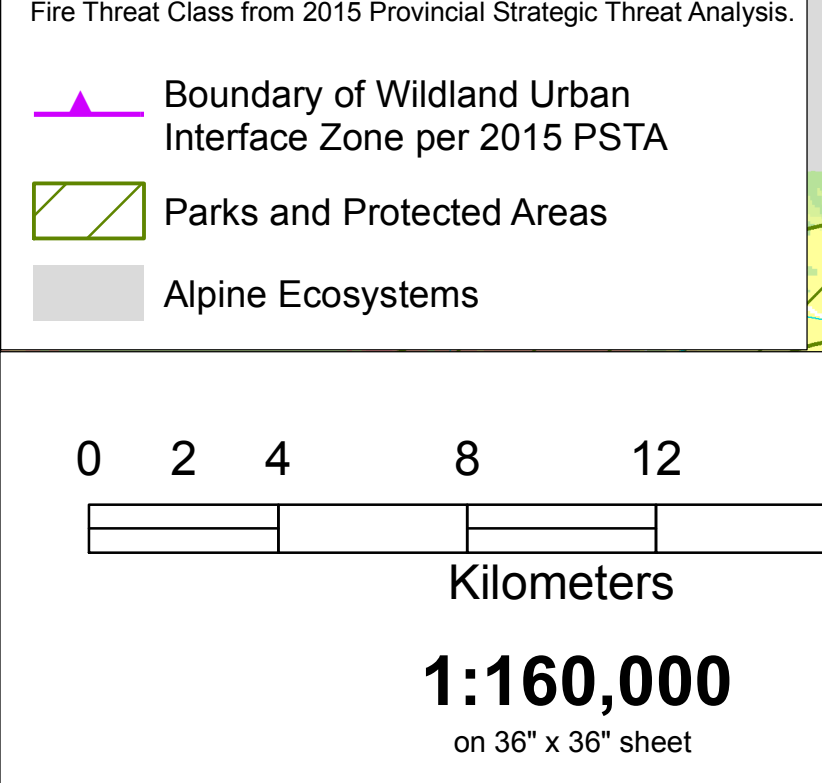 Fire Threat Class from 2015 Provincial Strategic Threat Analysis.
Boundary of Wildland Urban
Interface Zone per 2015 PSTA
Parks and Protected Areas
Alpine Ecosystems
0 2 4 8 12
Kilometers
1:160,000
on 36" x 36" sheet